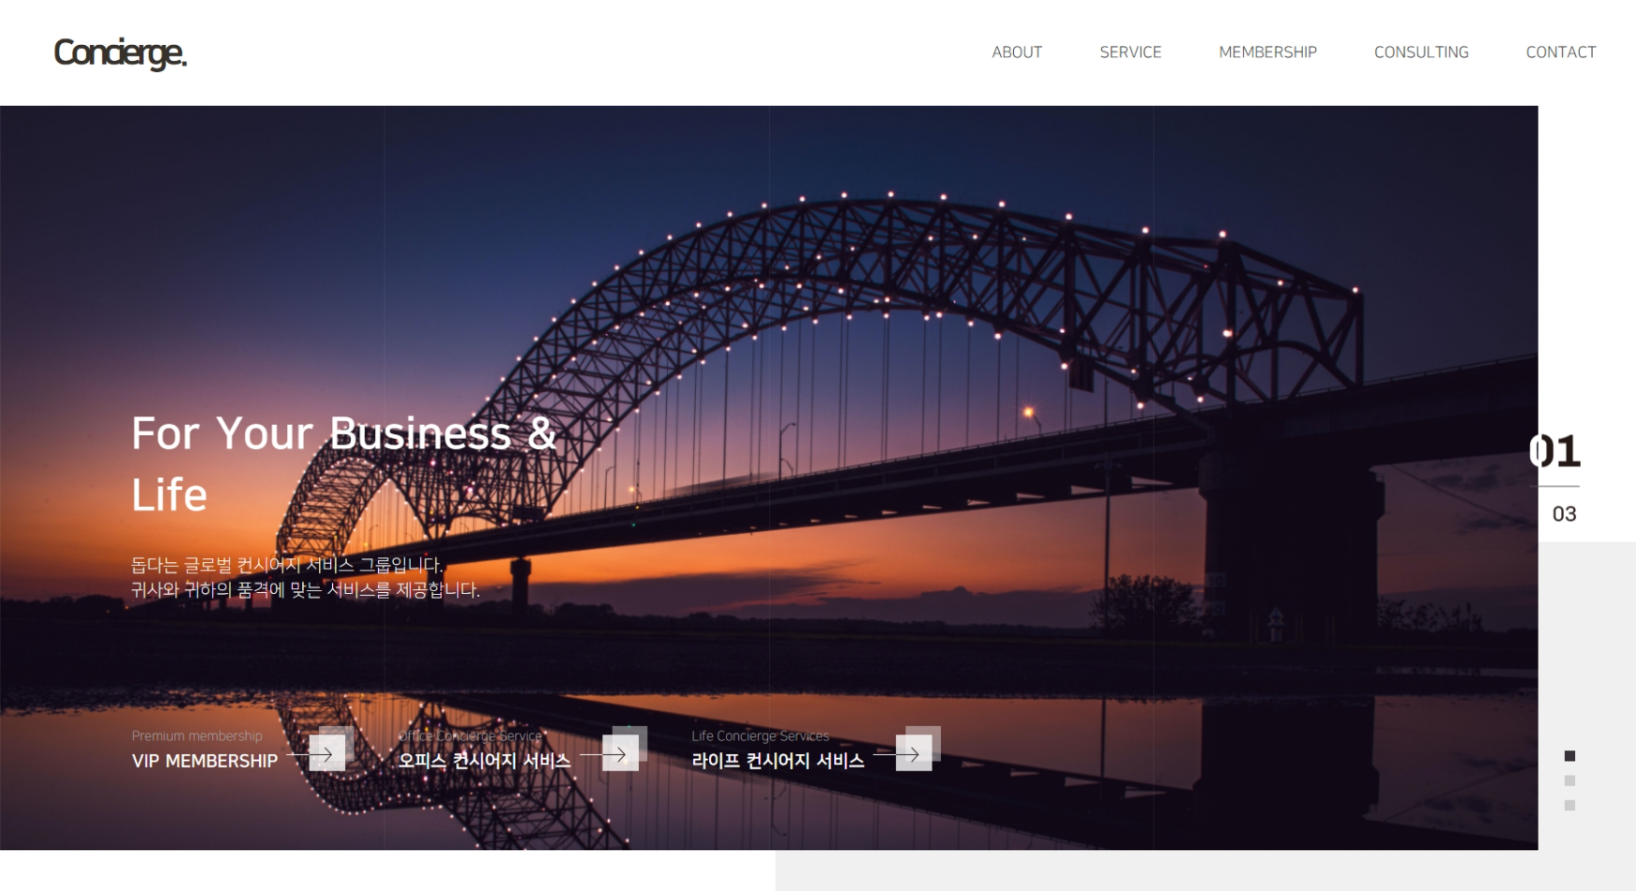 Concierge.
ABOUT SERVICE MEMBERSHIP CONSULTING CONTACT
For Your Business &
Life
돕다는 글로벌 컨시어지 서비스 그룹입니다.
귀사와 귀하의 품격에 맞는 서비스를 제공합니다.
01
03
Premium membership
VIP MEMBERSHIP
Office Concierge Service
오피스 컨시어지 서비스
Life Concierge Services
라이프 컨시어지 서비스